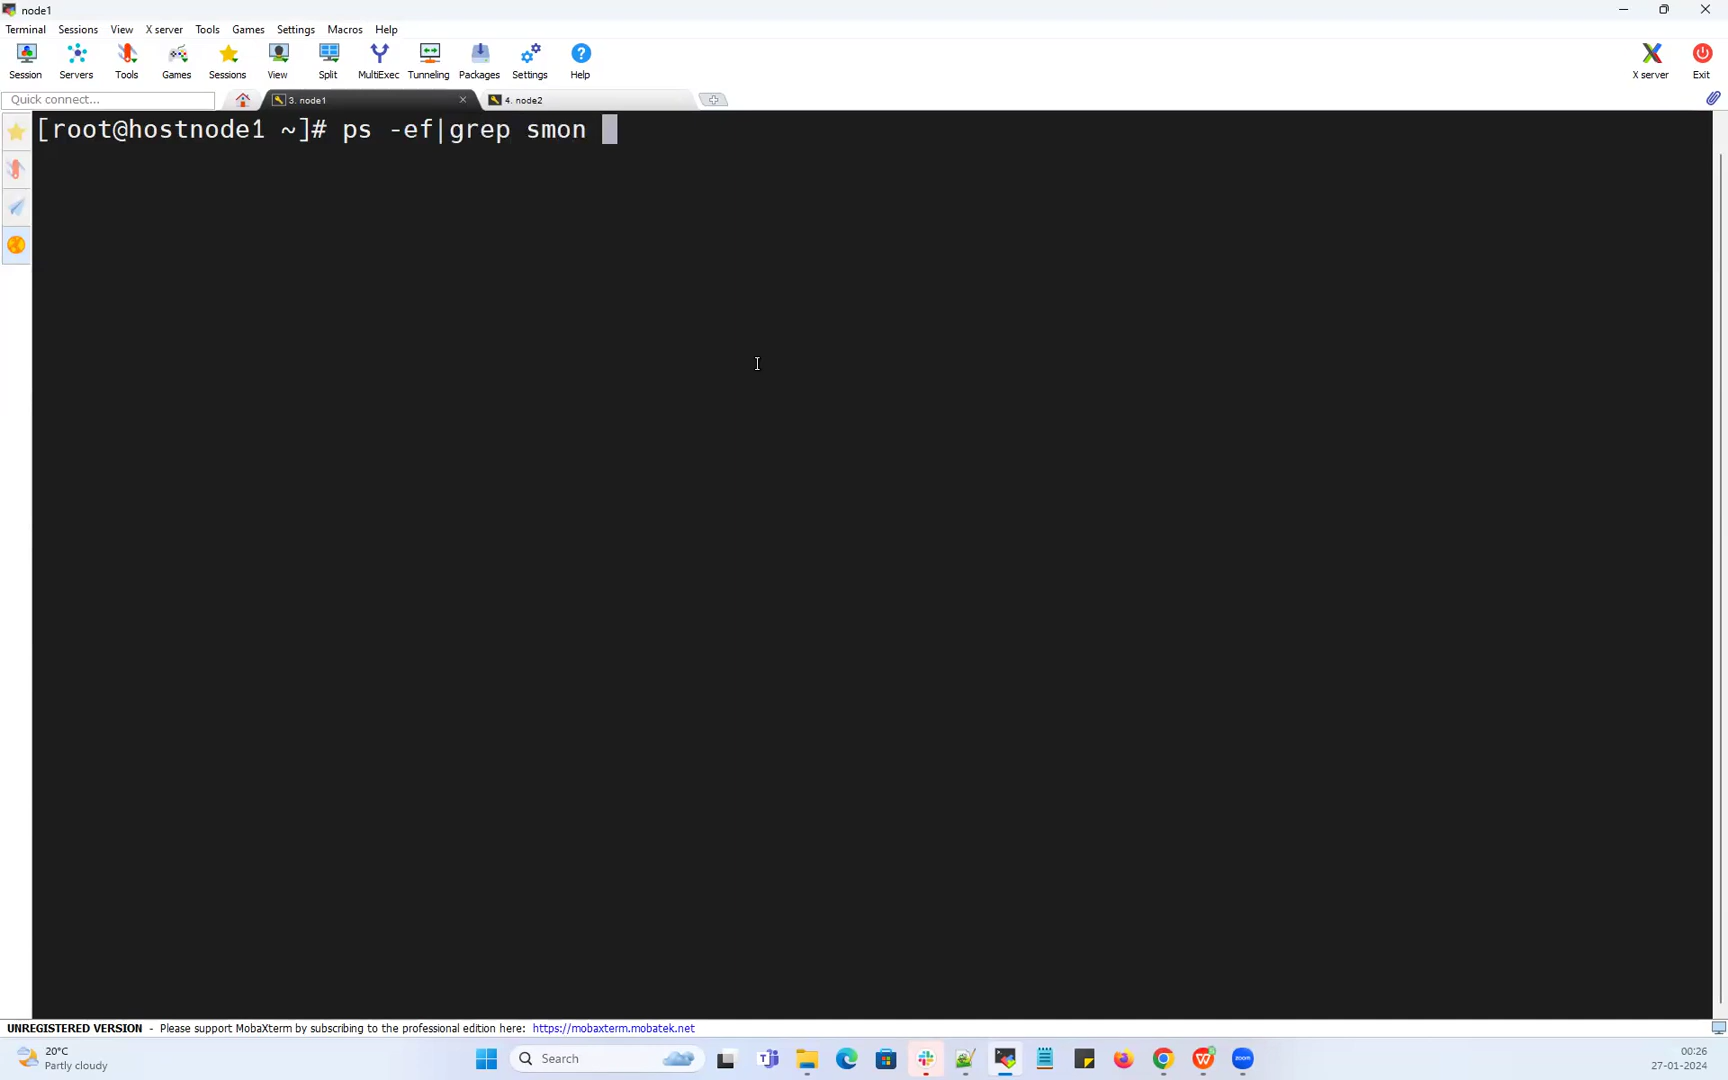 node1
Terminal Sessions View X server Tools Games Settings Macros Help
Session Servers Tools Games Sessions View Split MultiExec Tunneling Packages Settings Help X server Exit
Quick connect... 3. node1 4. node2
[root@hostnode1 ~]# ps -ef|grep smon
UNREGISTERED VERSION - Please support MobaXterm by subscribing to the professional edition here: https://mobaxterm.mobatek.net
20°C
Partly cloudy
Search
00:26
27-01-2024